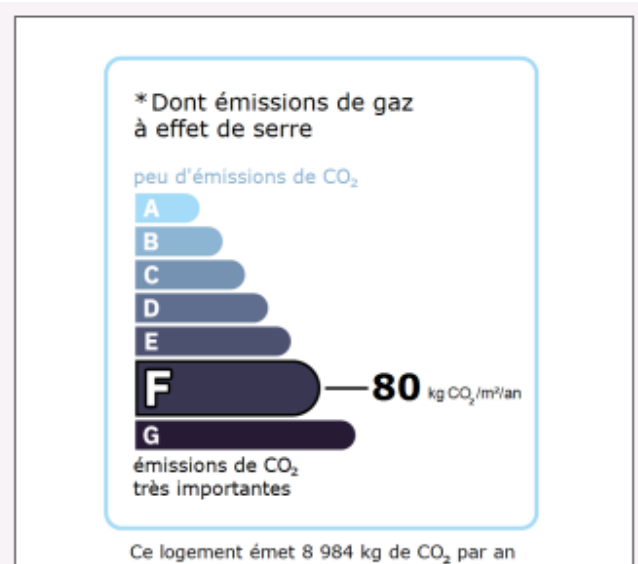 *Dont émissions de gaz
à effet de serre
peu d'émissions de CO₂
A
B
C
D
E
F 80 kg CO₂/m²/an
G
émissions de CO₂
très importantes
Ce logement émet 8 984 kg de CO₂ par an